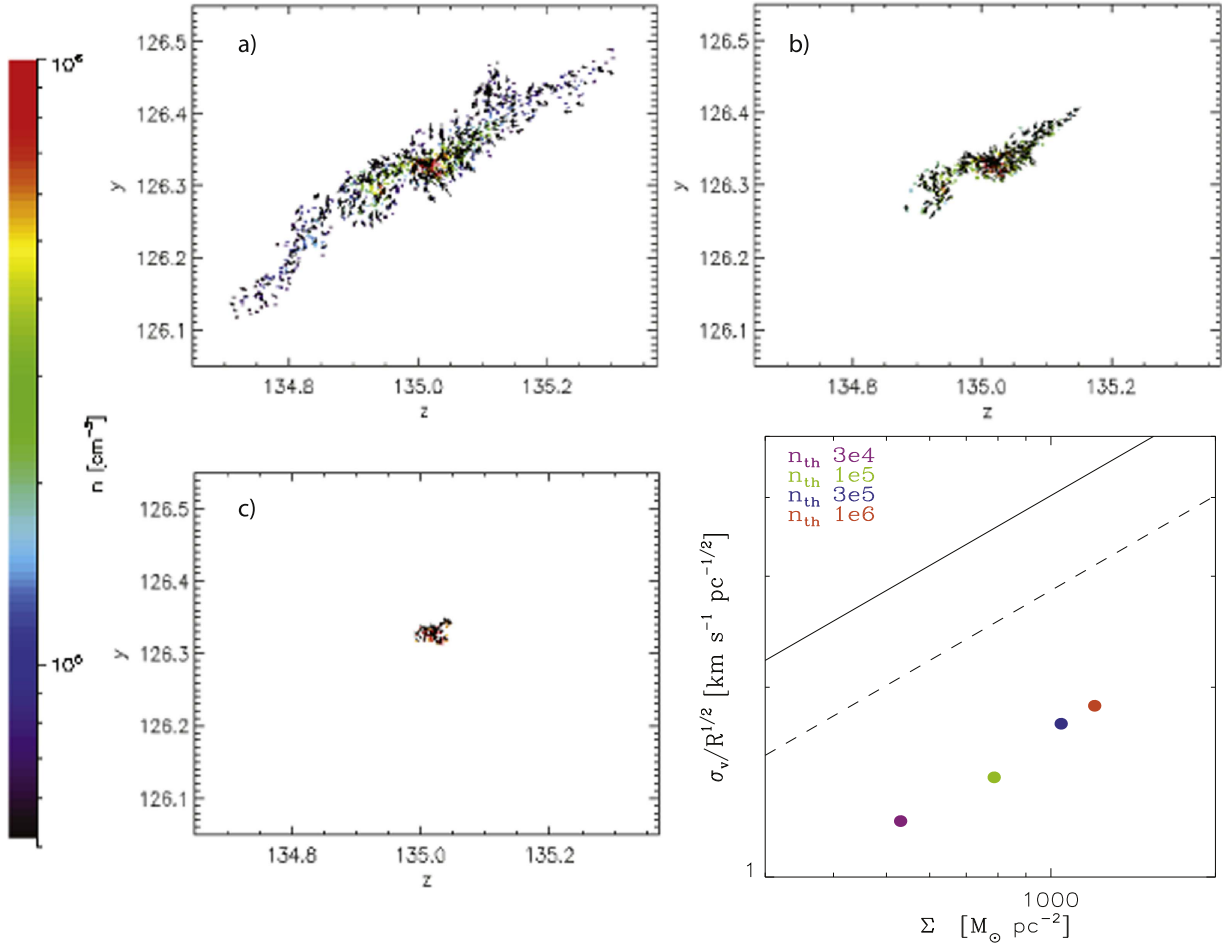 a)
126.5
126.4
126.3
126.2
126.1
y
134.8 135.0 135.2
z
b)
126.5
126.4
126.3
126.2
126.1
y
134.8 135.0 135.2
z
10⁶
10⁵
n [cm⁻³]
c)
126.5
126.4
126.3
126.2
126.1
y
134.8 135.0 135.2
z
n_th 3e4
n_th 1e5
n_th 3e5
n_th 1e6
σ_v/R^1/2 [km s⁻¹ pc^-1/2]
1
1000
Σ [M_⊙ pc⁻²]